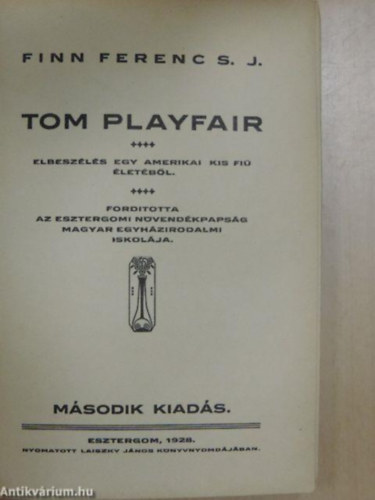 FINN FERENC S. J.
TOM PLAYFAIR
ELBESZÉLÉS EGY AMERIKAI KIS FIÚ
ÉLETÉBŐL.
FORDITOTTA
AZ ESZTERGOMI NÖVENDÉKPAPSÁG
MAGYAR EGYHÁZIRODALMI
ISKOLÁJA.
MÁSODIK KIADÁS.
ESZTERGOM, 1928.
NYOMATOTT LAISZKY JÁNOS KÖNYVNYOMDÁJÁBAN.
Antikvárium.hu